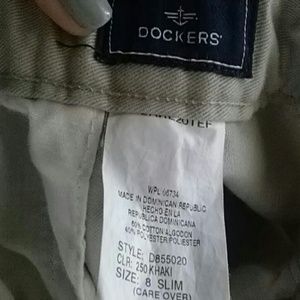 DOCKERS®
WPL 06734
MADE IN DOMINICAN REPUBLIC
HECHO EN LA
REPUBLICA DOMINICANA
60% COTTON ALGODON
40% POLYESTER POLIESTER
STYLE: D855020
CLR: 250 KHAKI
SIZE: 8 SLIM
(CARE OVER)